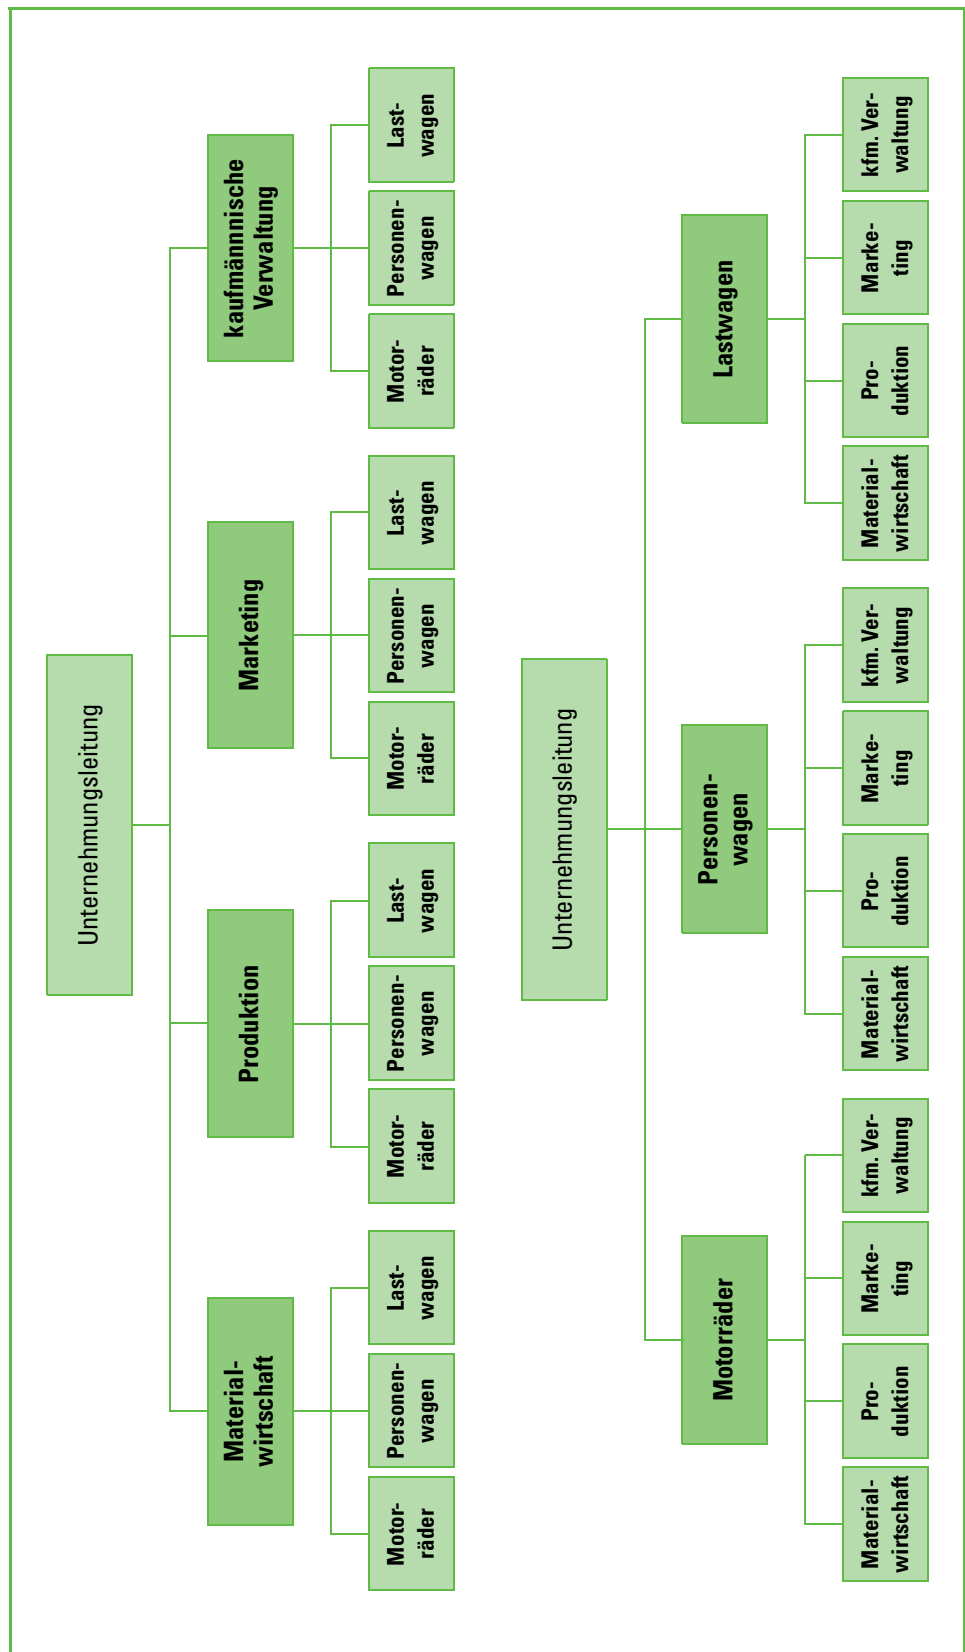 Unternehmungsleitung
Material-
wirtschaft
Produktion
Marketing
kaufmännnische
Verwaltung
Motor-
räder
Personen-
wagen
Last-
wagen
Motor-
räder
Personen-
wagen
Last-
wagen
Motor-
räder
Personen-
wagen
Last-
wagen
Motor-
räder
Personen-
wagen
Last-
wagen
Unternehmungsleitung
Motorräder
Personen-
wagen
Lastwagen
Material-
wirtschaft
Pro-
duktion
Marke-
ting
kfm. Ver-
waltung
Material-
wirtschaft
Pro-
duktion
Marke-
ting
kfm. Ver-
waltung
Material-
wirtschaft
Pro-
duktion
Marke-
ting
kfm. Ver-
waltung